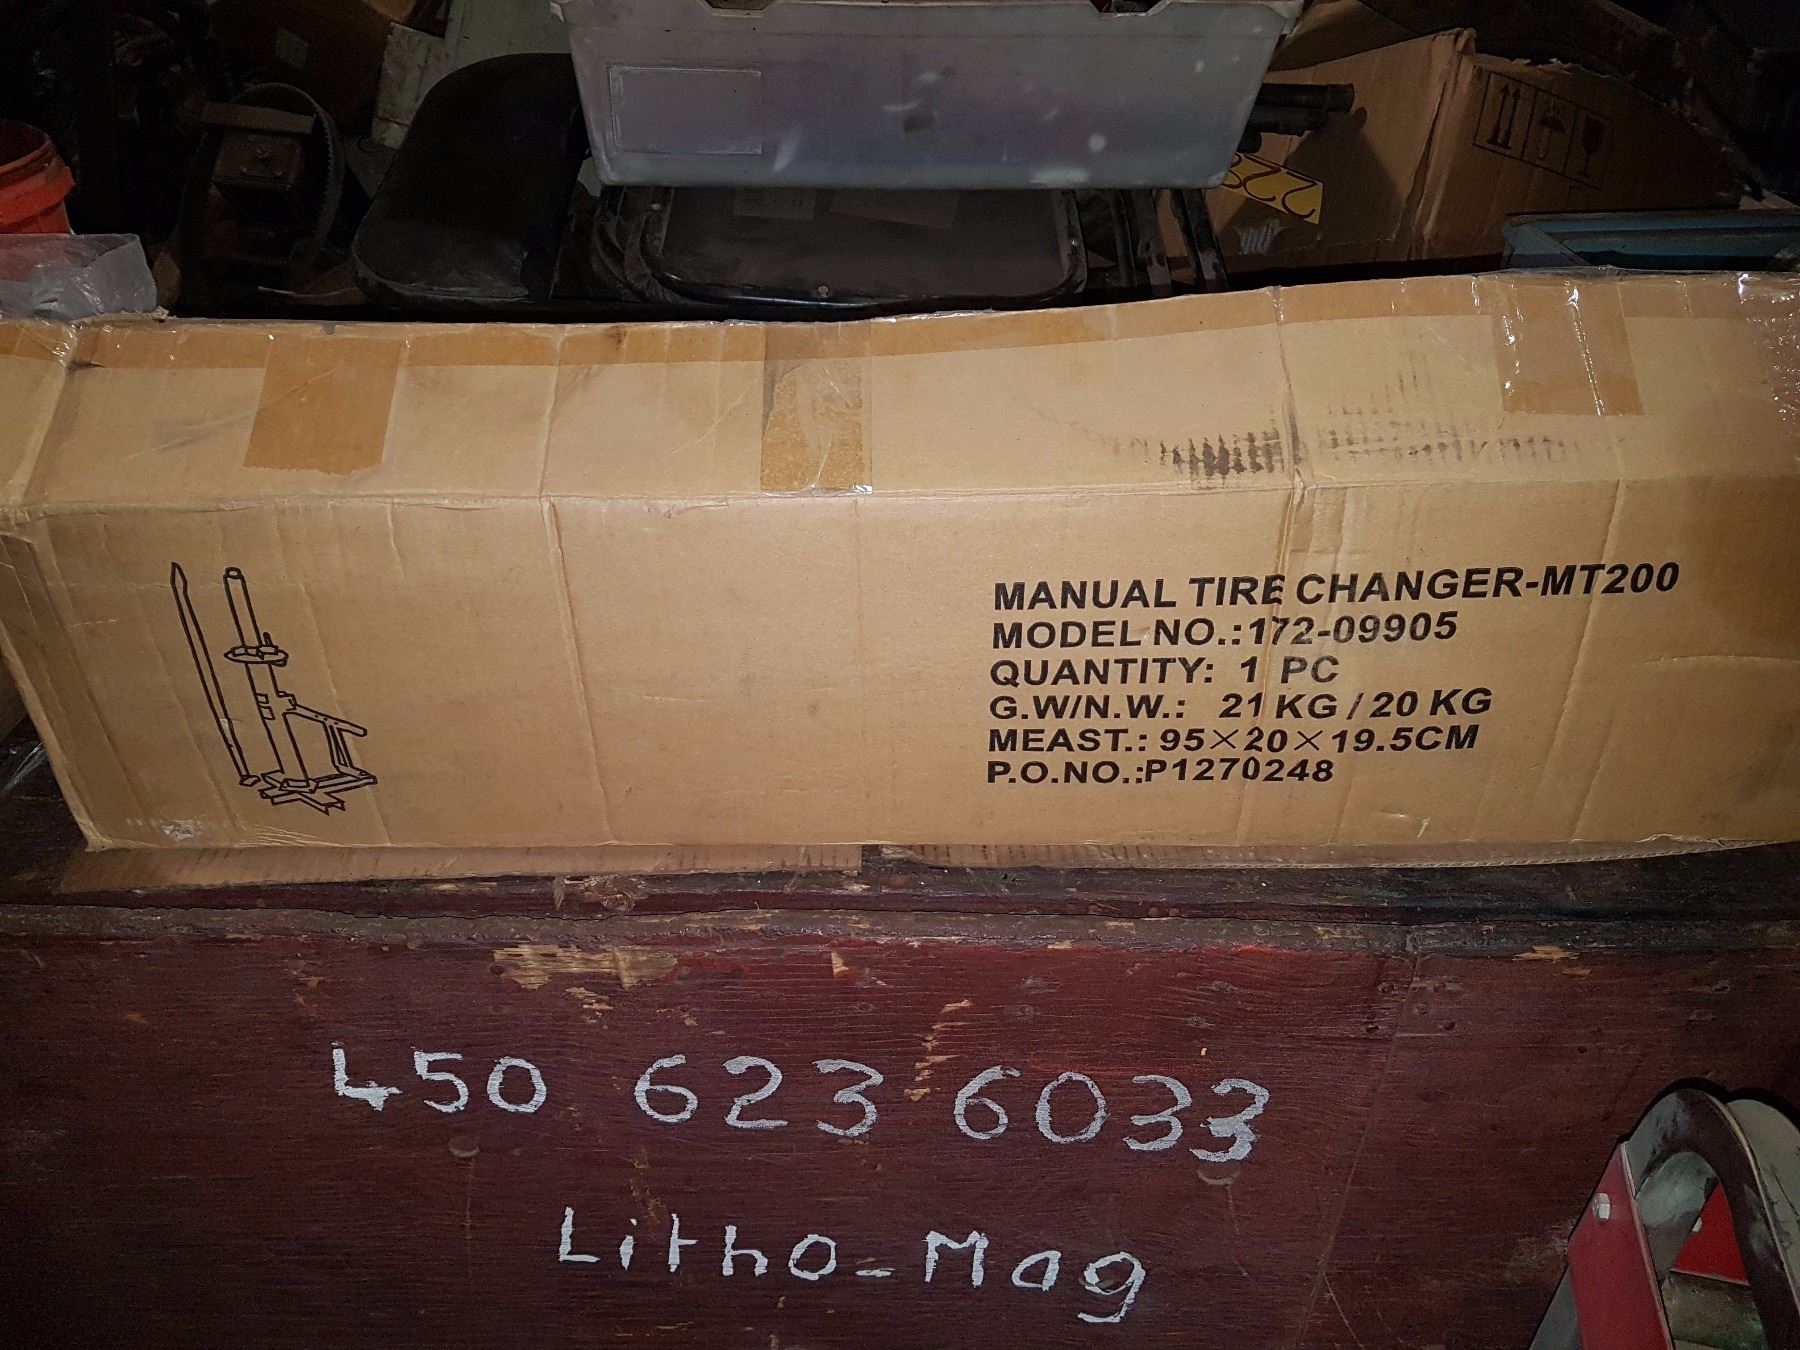 MANUAL TIRE CHANGER-MT200
MODEL NO.:172-09905
QUANTITY: 1 PC
G.W/N.W.: 21 KG / 20 KG
MEAST.: 95×20×19.5CM
P.O.NO.:P1270248
450 623 6033
Litho-Mag